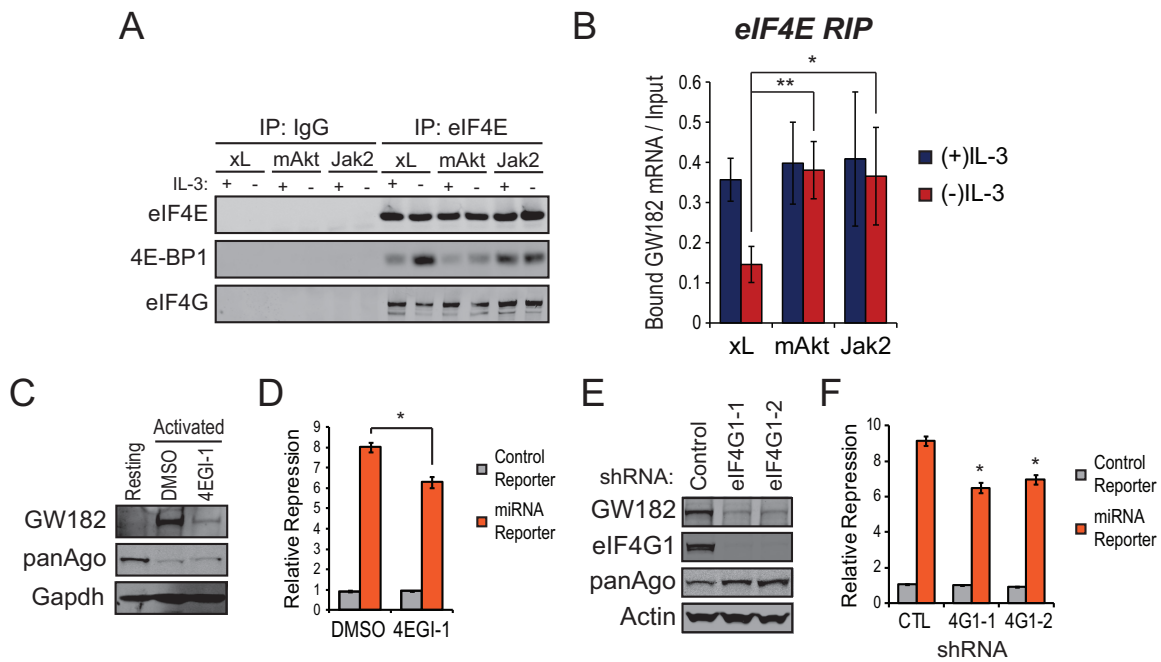 A
IP: IgG
IP: eIF4E
xL mAkt Jak2 xL mAkt Jak2
IL-3: + - + - + - + - + - + -
eIF4E
4E-BP1
eIF4G
B
eIF4E RIP
*
**
Bound GW182 mRNA / Input
0.6
0.5
0.4
0.3
0.2
0.1
0
xL mAkt Jak2
(+)IL-3
(-)IL-3
C
Activated
Resting
DMSO
4EGI-1
GW182
panAgo
Gapdh
D
*
Relative Repression
9
8
7
6
5
4
3
2
1
0
DMSO 4EGI-1
Control
Reporter
miRNA
Reporter
E
shRNA:
Control
eIF4G1-1
eIF4G1-2
GW182
eIF4G1
panAgo
Actin
F
Relative Repression
10
8
6
4
2
0
*
*
CTL 4G1-1 4G1-2
shRNA
Control
Reporter
miRNA
Reporter